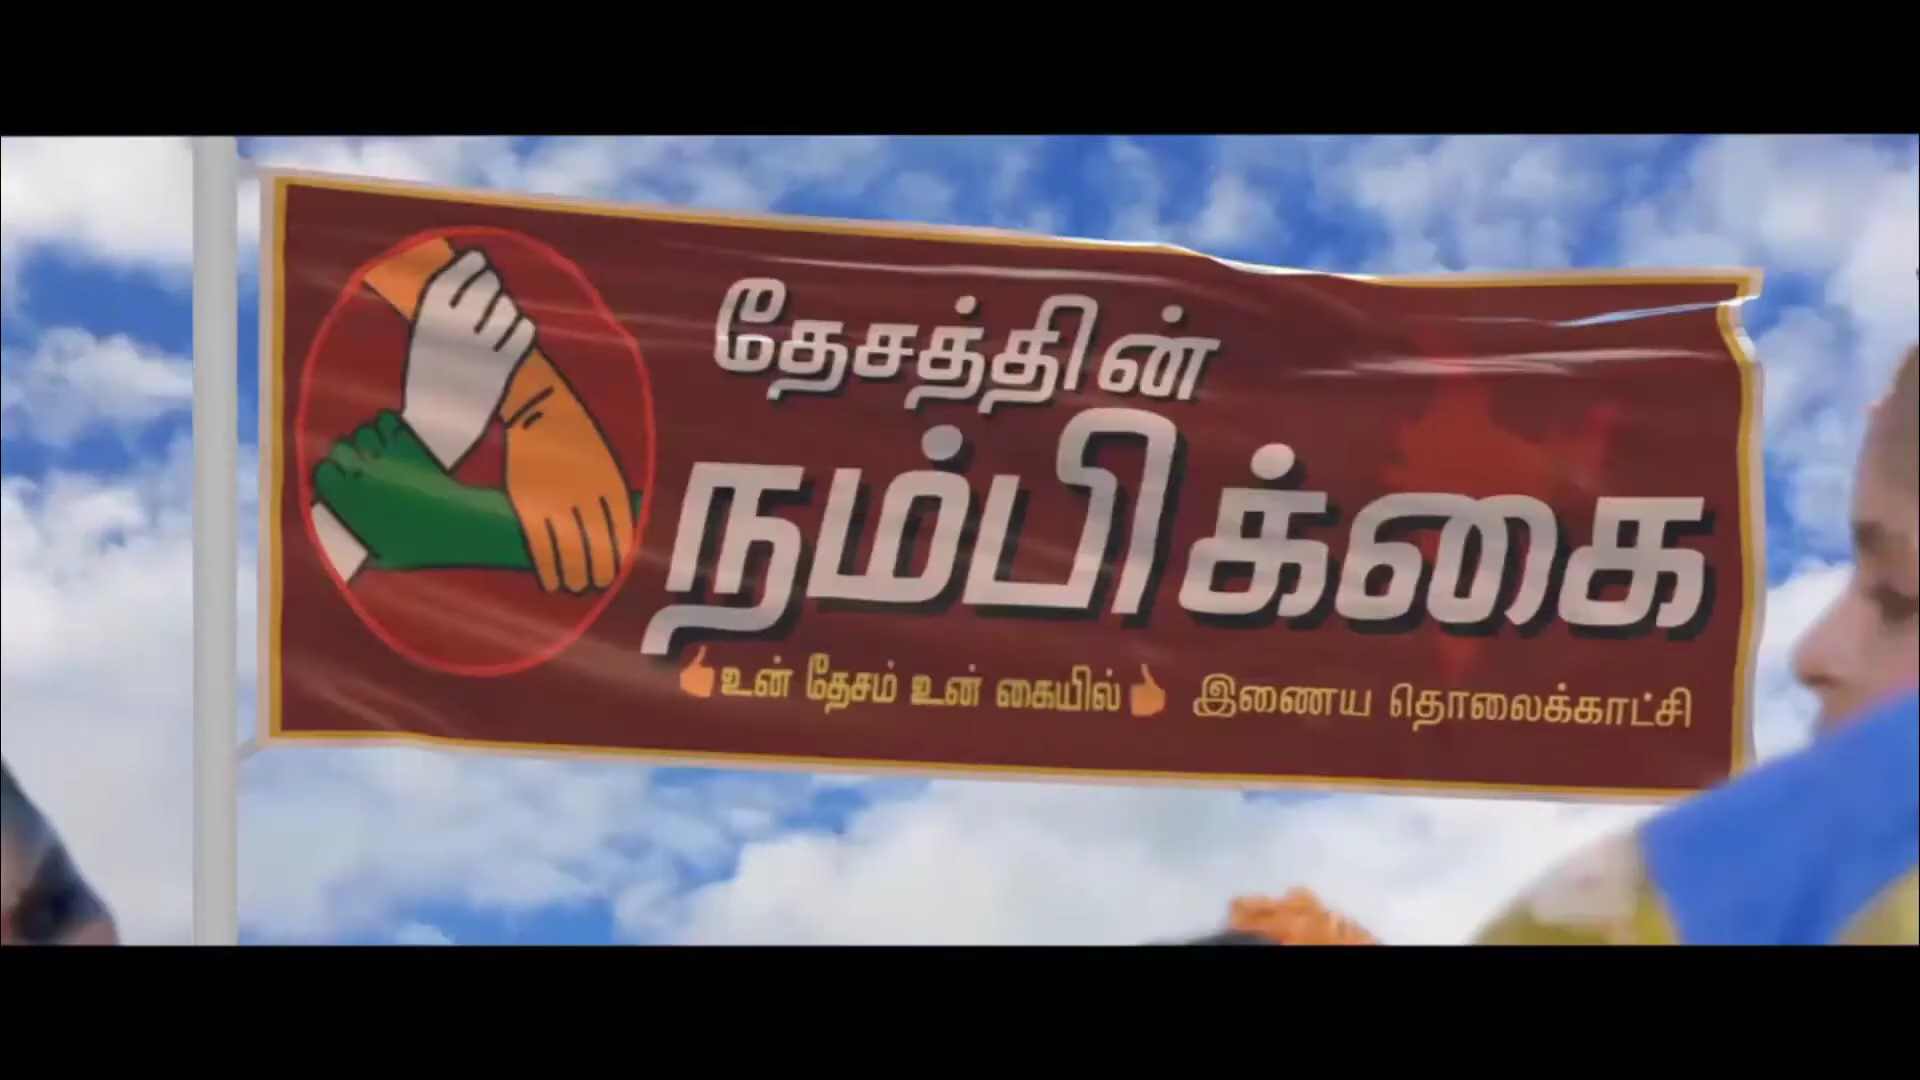 தேசத்தின்
நம்பிக்கை
உன் தேசம் உன் கையில் இணைய தொலைக்காட்சி